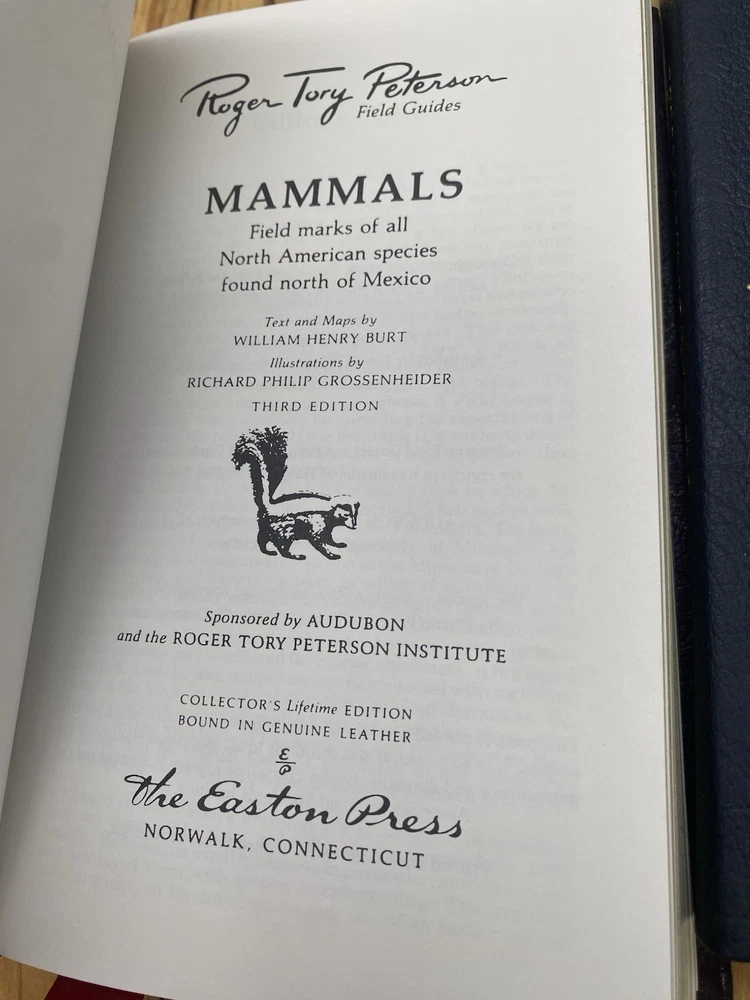 Roger Tory Peterson
Field Guides
MAMMALS
Field marks of all
North American species
found north of Mexico
Text and Maps by
WILLIAM HENRY BURT
Illustrations by
RICHARD PHILIP GROSSENHEIDER
THIRD EDITION
Sponsored by AUDUBON
and the ROGER TORY PETERSON INSTITUTE
COLLECTOR'S Lifetime EDITION
BOUND IN GENUINE LEATHER
E
P
The Easton Press
NORWALK, CONNECTICUT